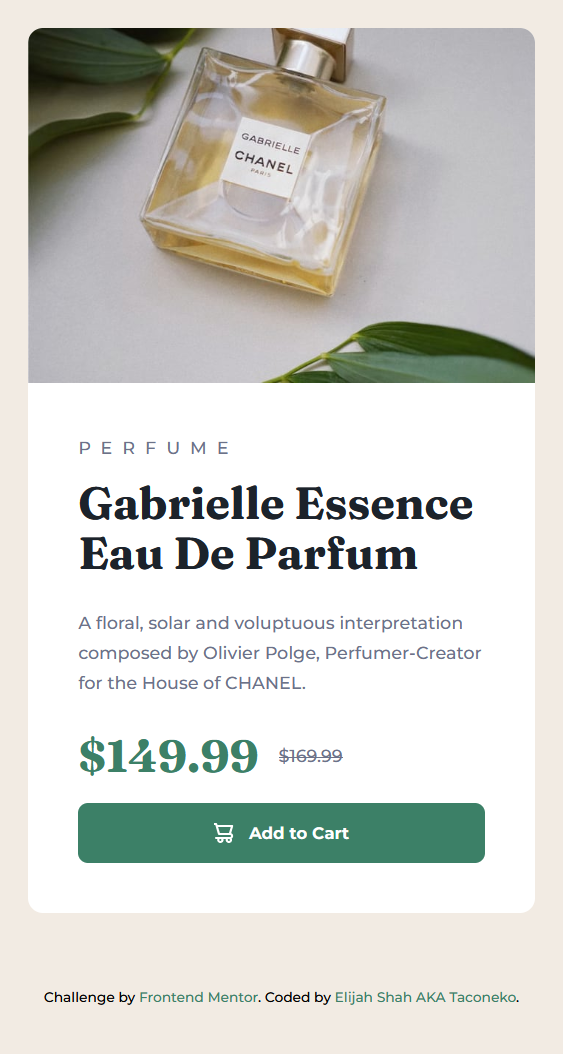 GABRIELLE
CHANEL
PARIS
PERFUME
Gabrielle Essence
Eau De Parfum
A floral, solar and voluptuous interpretation
composed by Olivier Polge, Perfumer-Creator
for the House of CHANEL.
$149.99 $169.99
Add to Cart
Challenge by Frontend Mentor. Coded by Elijah Shah AKA Taconeko.